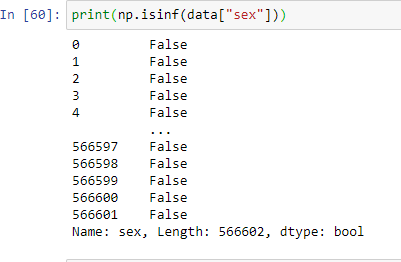 In [60]: print(np.isinf(data["sex"]))
0 False
1 False
2 False
3 False
4 False
...
566597 False
566598 False
566599 False
566600 False
566601 False
Name: sex, Length: 566602, dtype: bool